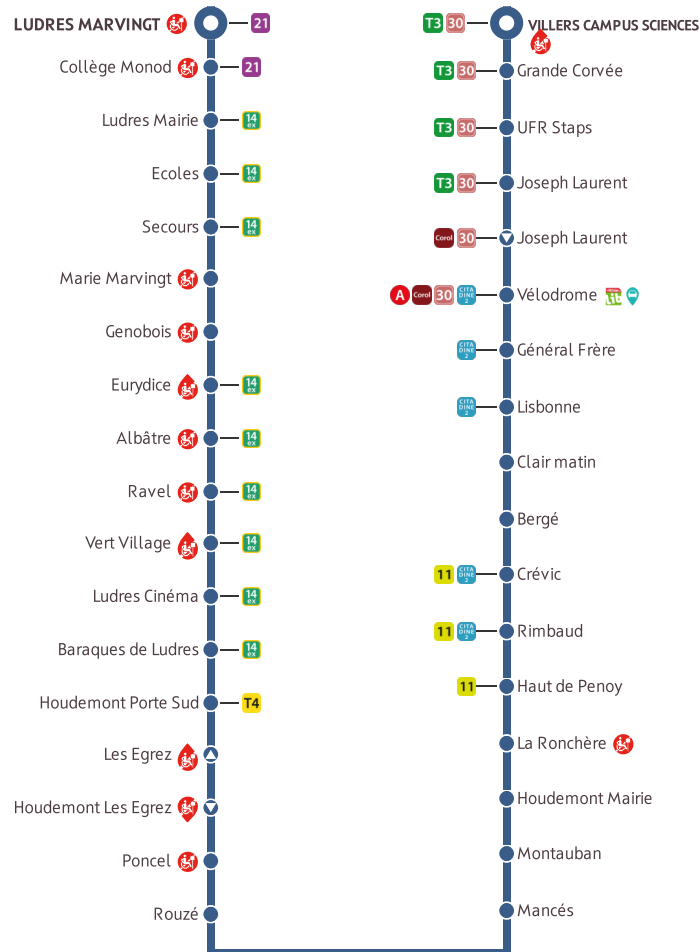 LUDRES MARVINGT 21
Collège Monod 21
Ludres Mairie 14 ex
Ecoles 14 ex
Secours 14 ex
Marie Marvingt
Genobois
Eurydice 14 ex
Albâtre 14 ex
Ravel 14 ex
Vert Village 14 ex
Ludres Cinéma 14 ex
Baraques de Ludres 14 ex
Houdemont Porte Sud T4
Les Egrez
Houdemont Les Egrez
Poncel
Rouzé
T3 30 VILLERS CAMPUS SCIENCES
T3 30 Grande Corvée
T3 30 UFR Staps
T3 30 Joseph Laurent
Corol 30 Joseph Laurent
A Corol 30 CITA DINE 2 Vélodrome
CITA DINE 2 Général Frère
CITA DINE 2 Lisbonne
Clair matin
Bergé
11 CITA DINE 2 Crévic
11 CITA DINE 2 Rimbaud
11 Haut de Penoy
La Ronchère
Houdemont Mairie
Montauban
Mancés